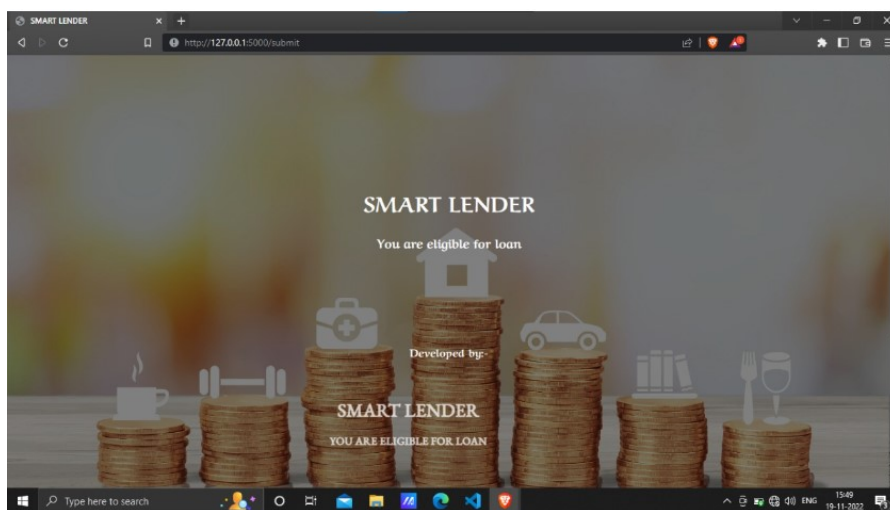 SMART LENDER
http://127.0.0.1:5000/submit
SMART LENDER
You are eligible for loan
Developed by:-
SMART LENDER
YOU ARE ELIGIBLE FOR LOAN
Type here to search
ENG
15:49
19-11-2022